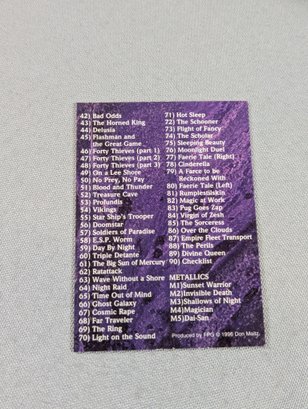 42) Bad Odds
43) The Horned King
44) Delusia
45) Flashman and
the Great Game
46) Forty Thieves (part 1)
47) Forty Thieves (part 2)
48) Forty Thieves (part 3)
49) On a Lee Shore
50) No Prey, No Pay
51) Blood and Thunder
52) Treasure Cave
53) Profundis
54) Vikings
55) Star Ship's Trooper
56) Doomstar
57) Soldiers of Paradise
58) E.S.P. Worm
59) Day By Night
60) Triple Detante
61) The Big Sun of Mercury
62) Ratattack
63) Wave Without a Shore
64) Night Raid
65) Time Out of Mind
66) Ghost Galaxy
67) Cosmic Rape
68) Far Traveler
69) The Ring
70) Light on the Sound
71) Hot Sleep
72) The Schooner
73) Flight of Fancy
74) The Scholar
75) Sleeping Beauty
76) Moonlight Duel
77) Faerie Tale (Right)
78) Cinderella
79) A Farce to be
Reckoned With
80) Faerie Tale (Left)
81) Rumplestilskin
82) Magic at Work
83) Pug Goes Zap
84) Virgin of Zesh
85) The Sorceress
86) Over the Clouds
87) Empire Fleet Transport
88) The Perils
89) Divine Queen
90) Checklist
METALLICS
M1) Sunset Warrior
M2) Invisible Death
M3) Shallows of Night
M4) Magician
M5) Dai-San
Produced by FPG © 1996 Don Maitz.